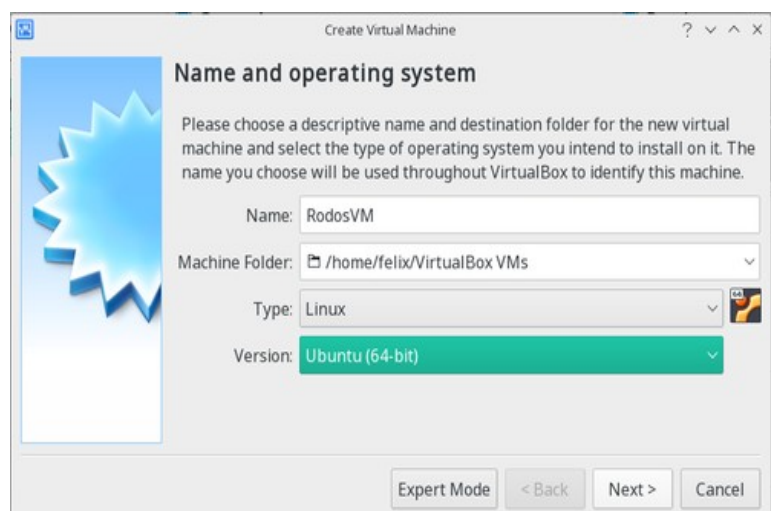 Create Virtual Machine
Name and operating system
Please choose a descriptive name and destination folder for the new virtual
machine and select the type of operating system you intend to install on it. The
name you choose will be used throughout VirtualBox to identify this machine.
Name: RodosVM
Machine Folder: /home/felix/VirtualBox VMs
Type: Linux
64
Version: Ubuntu (64-bit)
Expert Mode < Back Next > Cancel